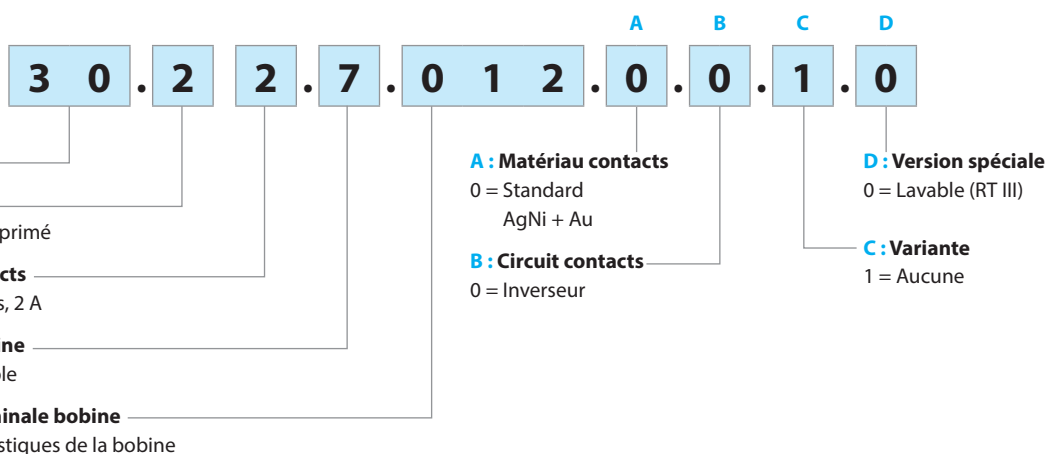 A B C D
3 0 . 2 2 . 7 . 0 1 2 . 0 . 0 . 1 . 0
primé
cts
s, 2 A
ne
le
inale bobine
stiques de la bobine
A : Matériau contacts
0 = Standard
AgNi + Au
B : Circuit contacts
0 = Inverseur
D : Version spéciale
0 = Lavable (RT III)
C : Variante
1 = Aucune